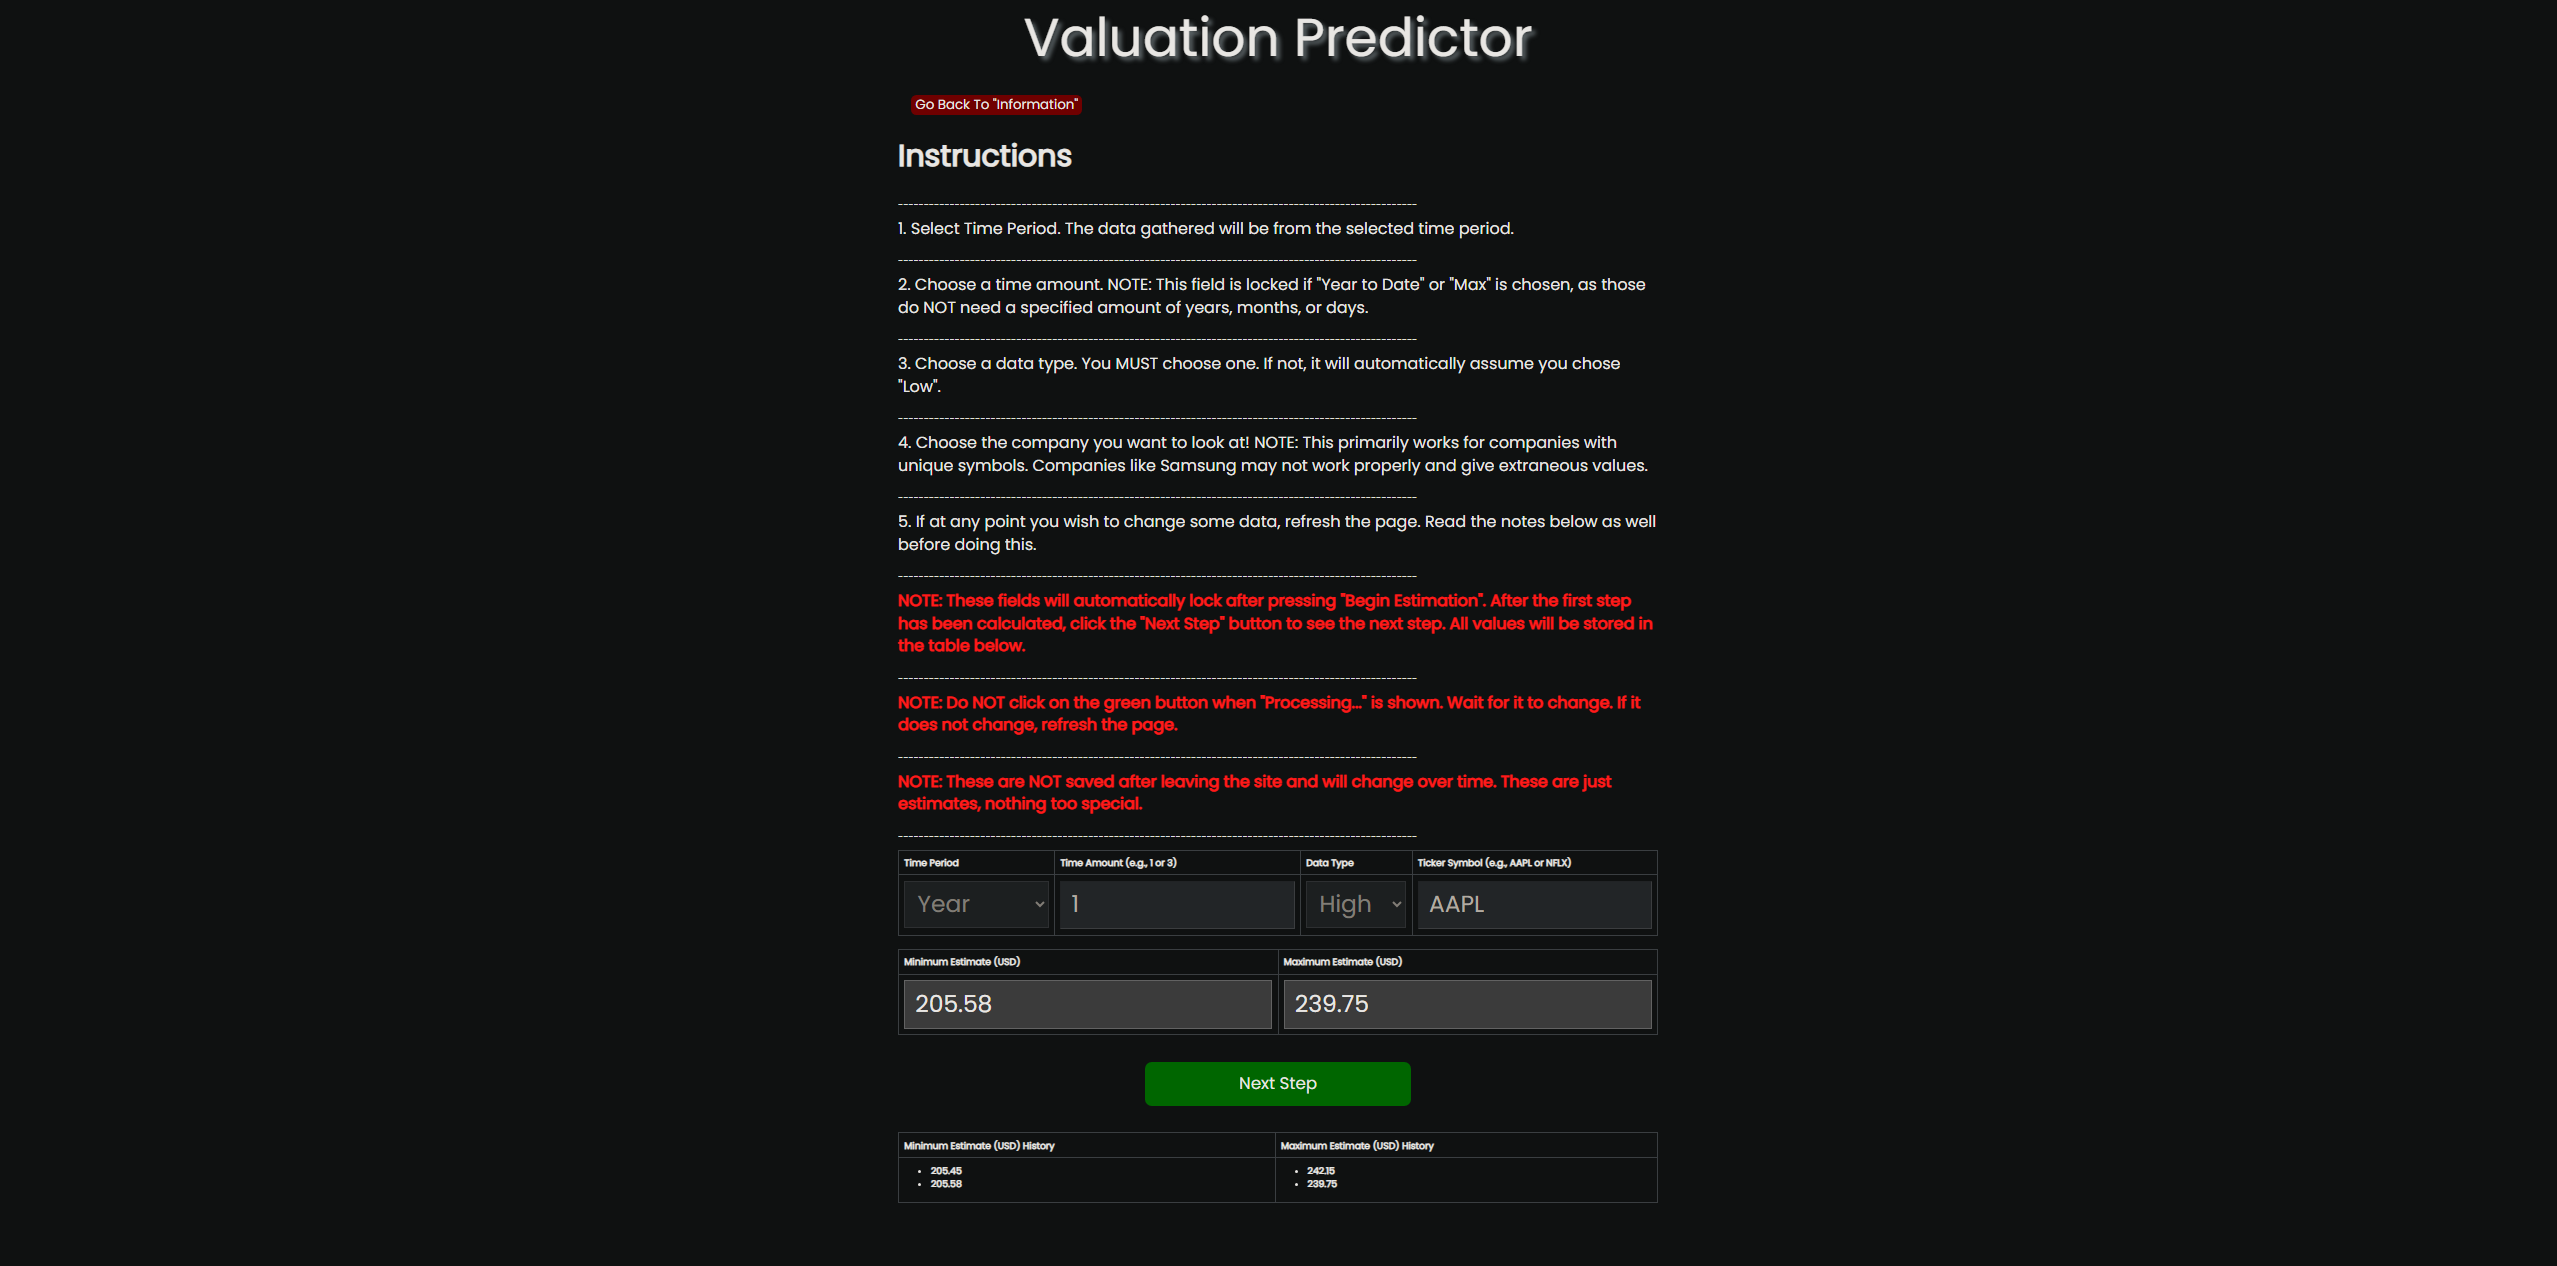 Valuation Predictor
Go Back To "Information"
Instructions
----------------------------------------------------------------------------------------------------
1. Select Time Period. The data gathered will be from the selected time period.
----------------------------------------------------------------------------------------------------
2. Choose a time amount. NOTE: This field is locked if "Year to Date" or "Max" is chosen, as those
do NOT need a specified amount of years, months, or days.
----------------------------------------------------------------------------------------------------
3. Choose a data type. You MUST choose one. If not, it will automatically assume you chose
"Low".
----------------------------------------------------------------------------------------------------
4. Choose the company you want to look at! NOTE: This primarily works for companies with
unique symbols. Companies like Samsung may not work properly and give extraneous values.
----------------------------------------------------------------------------------------------------
5. If at any point you wish to change some data, refresh the page. Read the notes below as well
before doing this.
----------------------------------------------------------------------------------------------------
NOTE: These fields will automatically lock after pressing "Begin Estimation". After the first step
has been calculated, click the "Next Step" button to see the next step. All values will be stored in
the table below.
----------------------------------------------------------------------------------------------------
NOTE: Do NOT click on the green button when "Processing..." is shown. Wait for it to change. If it
does not change, refresh the page.
----------------------------------------------------------------------------------------------------
NOTE: These are NOT saved after leaving the site and will change over time. These are just
estimates, nothing too special.
----------------------------------------------------------------------------------------------------
Time Period Time Amount (e.g., 1 or 3) Data Type Ticker Symbol (e.g., AAPL or NFLX)
Year 1 High AAPL
Minimum Estimate (USD) Maximum Estimate (USD)
205.58 239.75
Next Step
Minimum Estimate (USD) History Maximum Estimate (USD) History
• 205.45 • 242.15
• 205.58 • 239.75